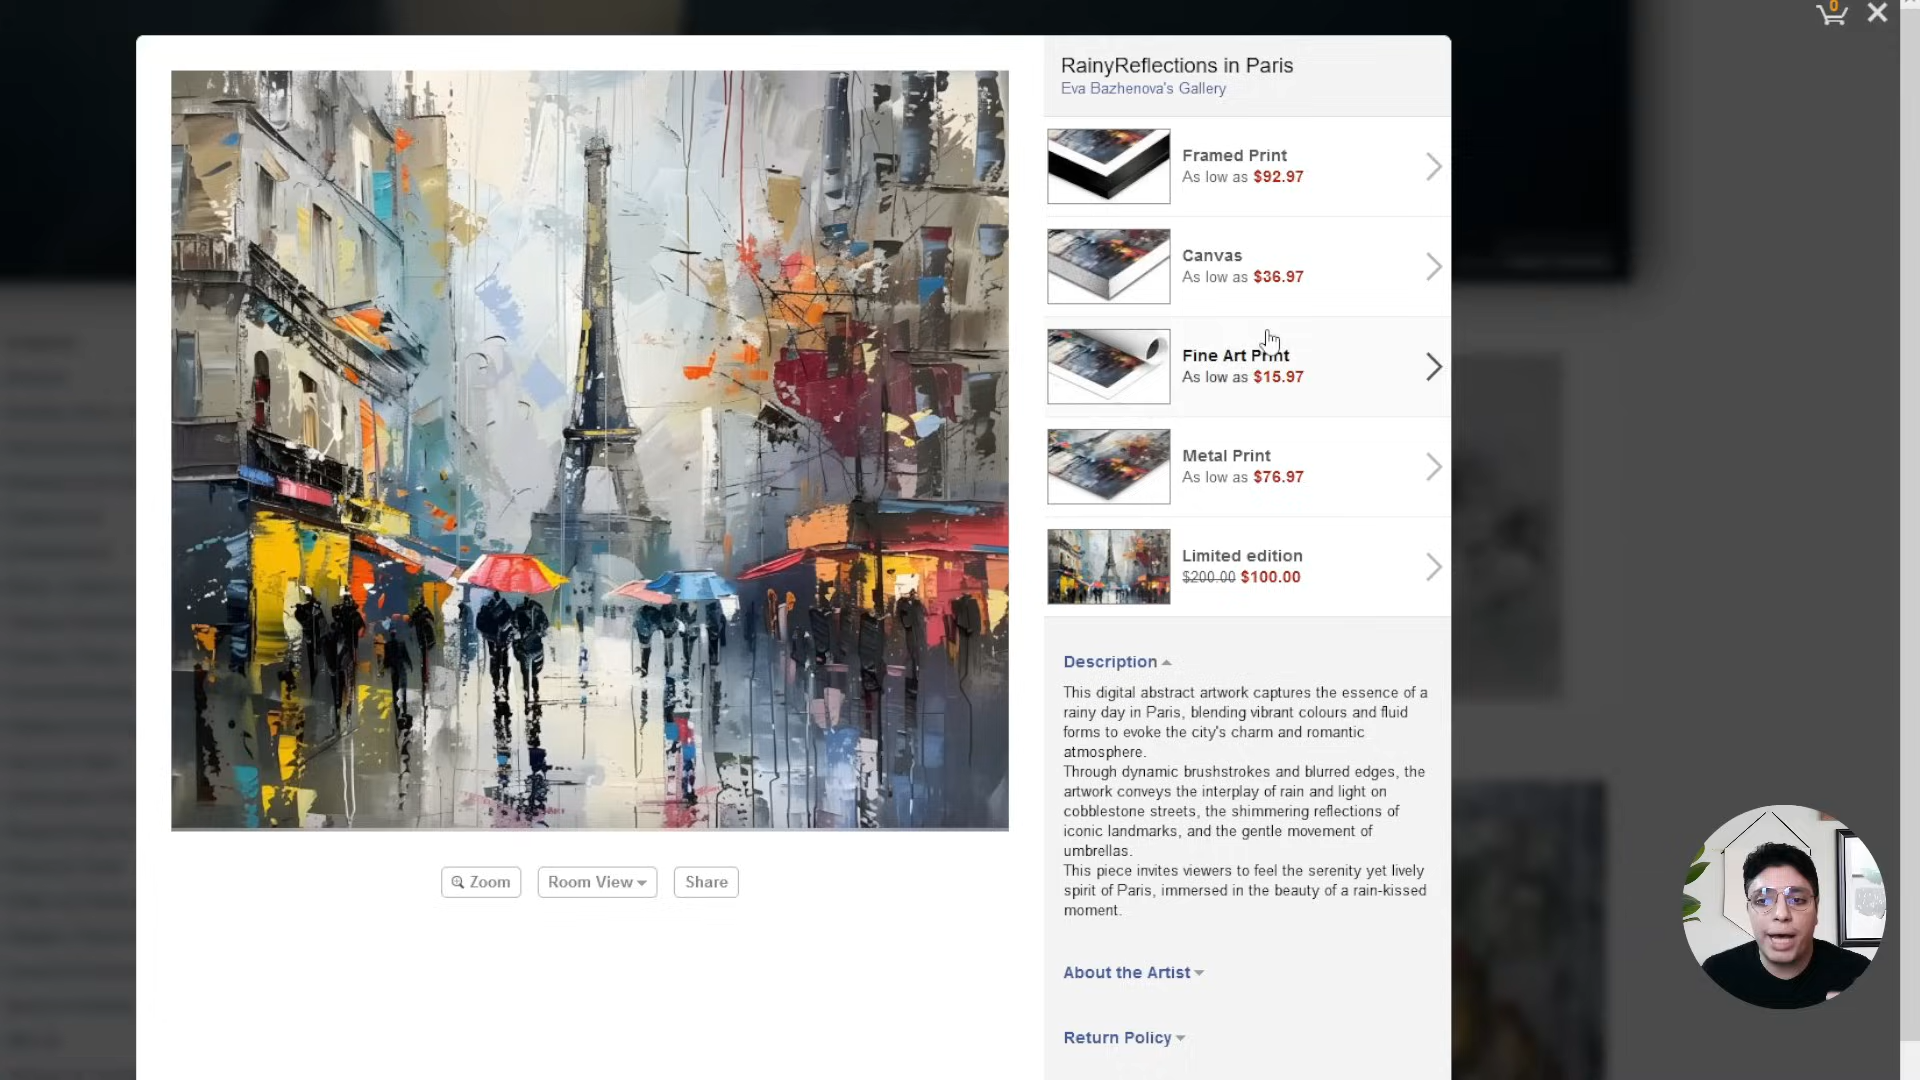 0
RainyReflections in Paris
Eva Bazhenova's Gallery
Framed Print
As low as $92.97
Canvas
As low as $36.97
Fine Art Print
As low as $15.97
Metal Print
As low as $76.97
Limited edition
$200.00 $100.00
Description
This digital abstract artwork captures the essence of a
rainy day in Paris, blending vibrant colours and fluid
forms to evoke the city's charm and romantic
atmosphere.
Through dynamic brushstrokes and blurred edges, the
artwork conveys the interplay of rain and light on
cobblestone streets, the shimmering reflections of
iconic landmarks, and the gentle movement of
umbrellas.
This piece invites viewers to feel the serenity yet lively
spirit of Paris, immersed in the beauty of a rain-kissed
moment.
Zoom
Room View
Share
About the Artist
Return Policy